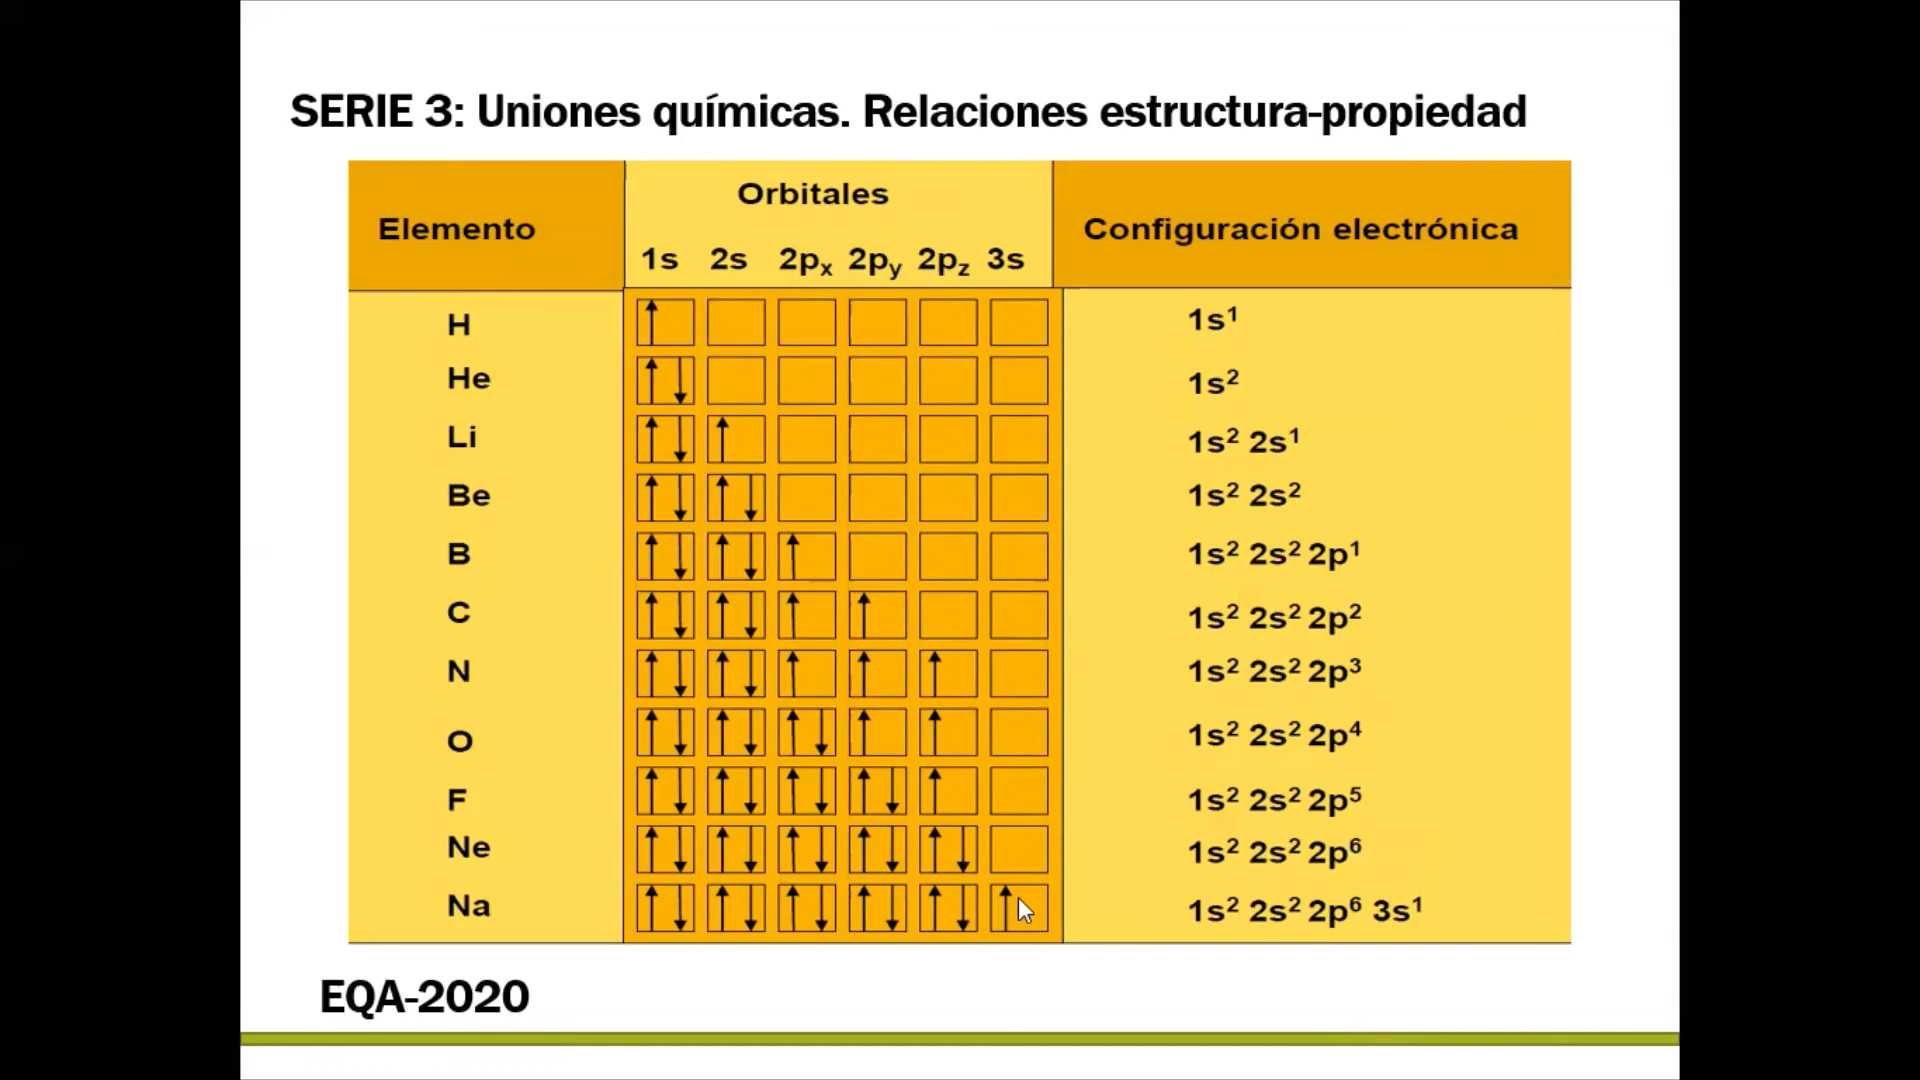 SERIE 3: Uniones químicas. Relaciones estructura-propiedad
Elemento
Orbitales
1s 2s 2pₓ 2pᵧ 2p_z 3s
Configuración electrónica
H 1s¹
He 1s²
Li 1s² 2s¹
Be 1s² 2s²
B 1s² 2s² 2p¹
C 1s² 2s² 2p²
N 1s² 2s² 2p³
O 1s² 2s² 2p⁴
F 1s² 2s² 2p⁵
Ne 1s² 2s² 2p⁶
Na 1s² 2s² 2p⁶ 3s¹
EQA-2020